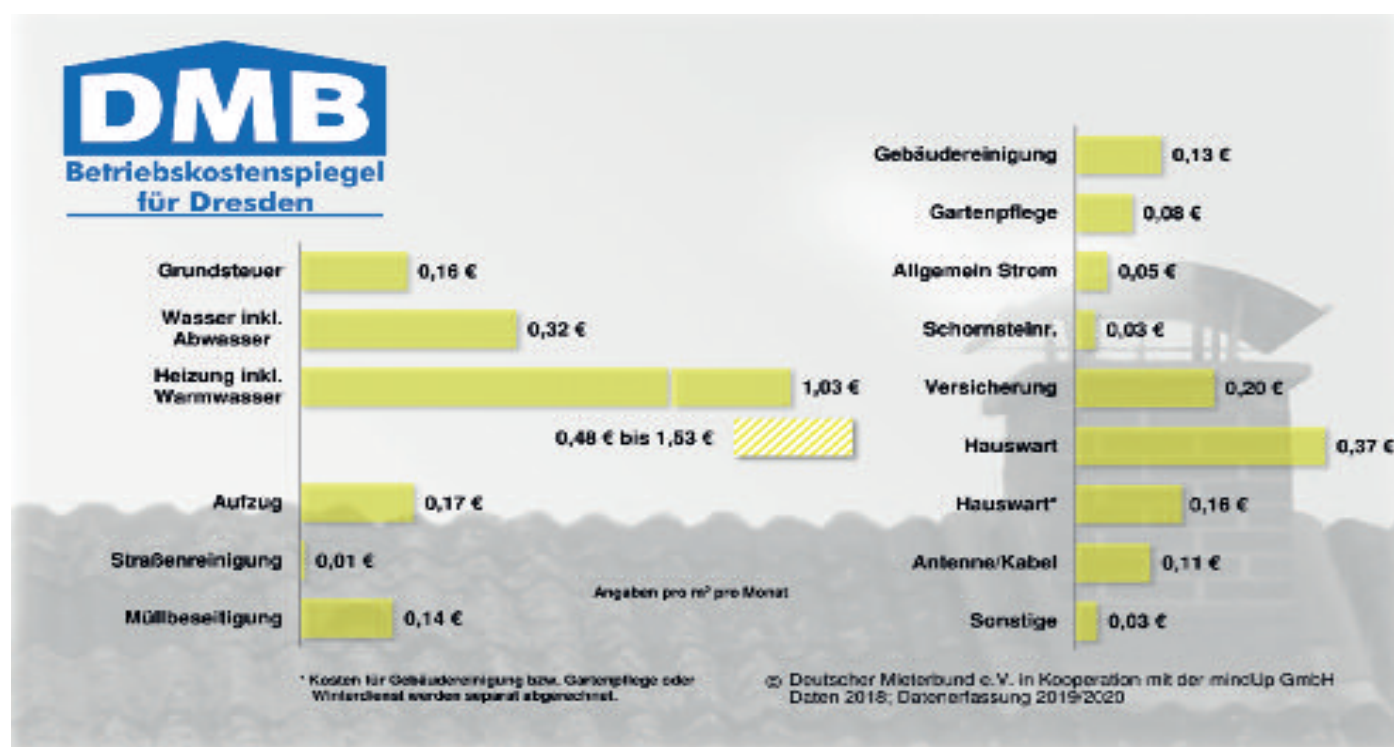 DMB
Betriebskostenspiegel
für Dresden
Grundsteuer
0,16 €
Wasser inkl.
Abwasser
0,32 €
Heizung inkl.
Warmwasser
1,03 €
0,48 € bis 1,53 €
Aufzug
0,17 €
Straßenreinigung
0,01 €
Müllbeseitigung
0,14 €
Gebäudereinigung
0,13 €
Gartenpflege
0,08 €
Allgemein Strom
0,05 €
Schornsteinr.
0,03 €
Versicherung
0,20 €
Hauswart
0,37 €
Hauswart*
0,16 €
Antenne/Kabel
0,11 €
Sonstige
0,03 €
Angaben pro m² pro Monat
* Kosten für Gebäudereinigung bzw. Gartenpflege oder
Winterdienst werden separat abgerechnet.
© Deutscher Mieterbund e.V. in Kooperation mit der mindUp GmbH
Daten 2018; Datenerfassung 2019/2020